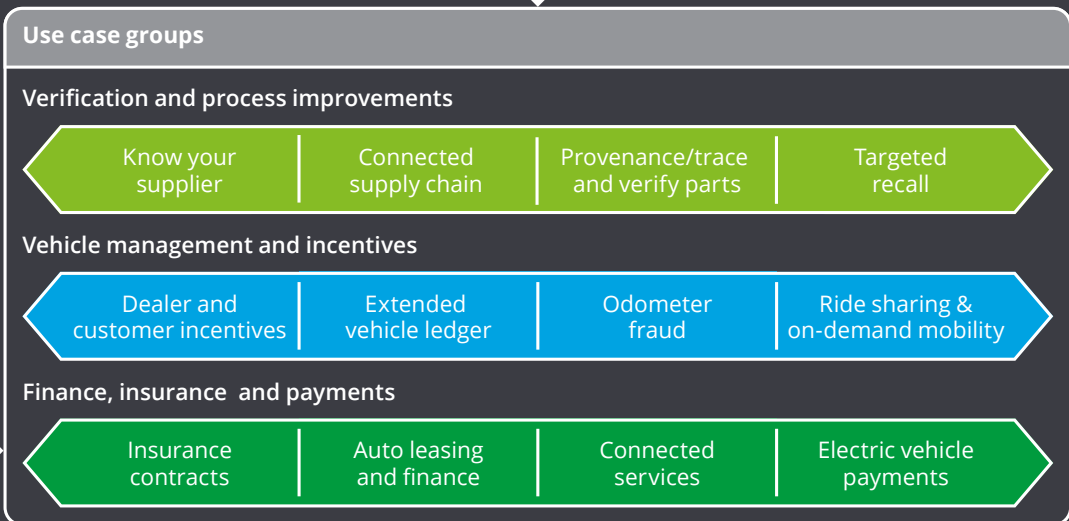 Use case groups
Verification and process improvements
Know your
supplier
Connected
supply chain
Provenance/trace
and verify parts
Targeted
recall
Vehicle management and incentives
Dealer and
customer incentives
Extended
vehicle ledger
Odometer
fraud
Ride sharing &
on-demand mobility
Finance, insurance and payments
Insurance
contracts
Auto leasing
and finance
Connected
services
Electric vehicle
payments